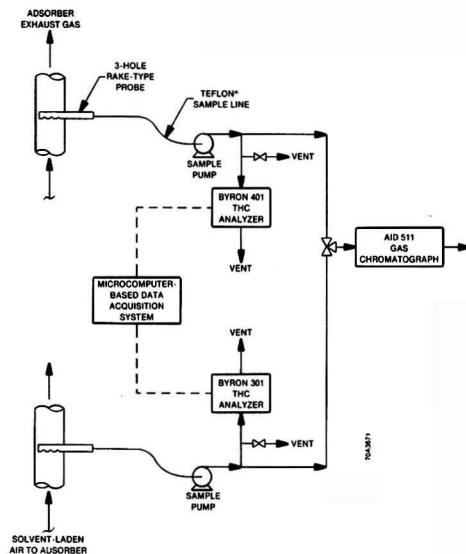 ADSORBER
EXHAUST GAS
3-HOLE
RAKE-TYPE
PROBE
TEFLON*
SAMPLE LINE
SAMPLE
PUMP
VENT
BYRON 401
THC
ANALYZER
VENT
AID 511
GAS
CHROMATOGRAPH
MICROCOMPUTER-
BASED DATA
ACQUISITION
SYSTEM
VENT
BYRON 301
THC
ANALYZER
VENT
SAMPLE
PUMP
SOLVENT-LADEN
AIR TO ADSORBER
70A3671